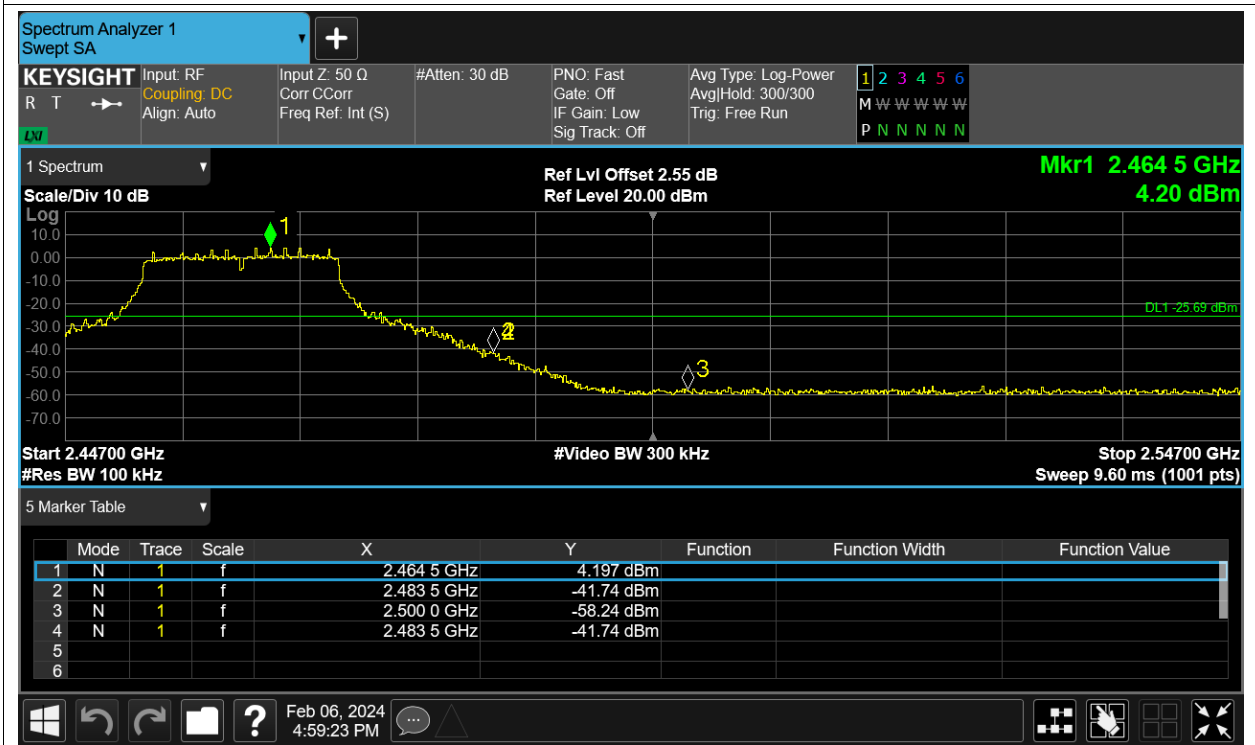 Spectrum Analyzer 1
Swept SA
KEYSIGHT
R T
LXI
Input: RF
Coupling: DC
Align: Auto
Input Z: 50 Ω
Corr CCorr
Freq Ref: Int (S)
#Atten: 30 dB
PNO: Fast
Gate: Off
IF Gain: Low
Sig Track: Off
Avg Type: Log-Power
Avg|Hold: 300/300
Trig: Free Run
1 2 3 4 5 6
M W W W W W
P N N N N N
1 Spectrum
Scale/Div 10 dB
Ref Lvl Offset 2.55 dB
Ref Level 20.00 dBm
Mkr1 2.464 5 GHz
4.20 dBm
Log
10.0
0.00
-10.0
-20.0
-30.0
-40.0
-50.0
-60.0
-70.0
1
2
3
DL1 -25.69 dBm
Start 2.44700 GHz
#Res BW 100 kHz
#Video BW 300 kHz
Stop 2.54700 GHz
Sweep 9.60 ms (1001 pts)
5 Marker Table
Mode Trace Scale X Y Function Function Width Function Value
1 N 1 f 2.464 5 GHz 4.197 dBm
2 N 1 f 2.483 5 GHz -41.74 dBm
3 N 1 f 2.500 0 GHz -58.24 dBm
4 N 1 f 2.483 5 GHz -41.74 dBm
5
6
?
Feb 06, 2024
4:59:23 PM